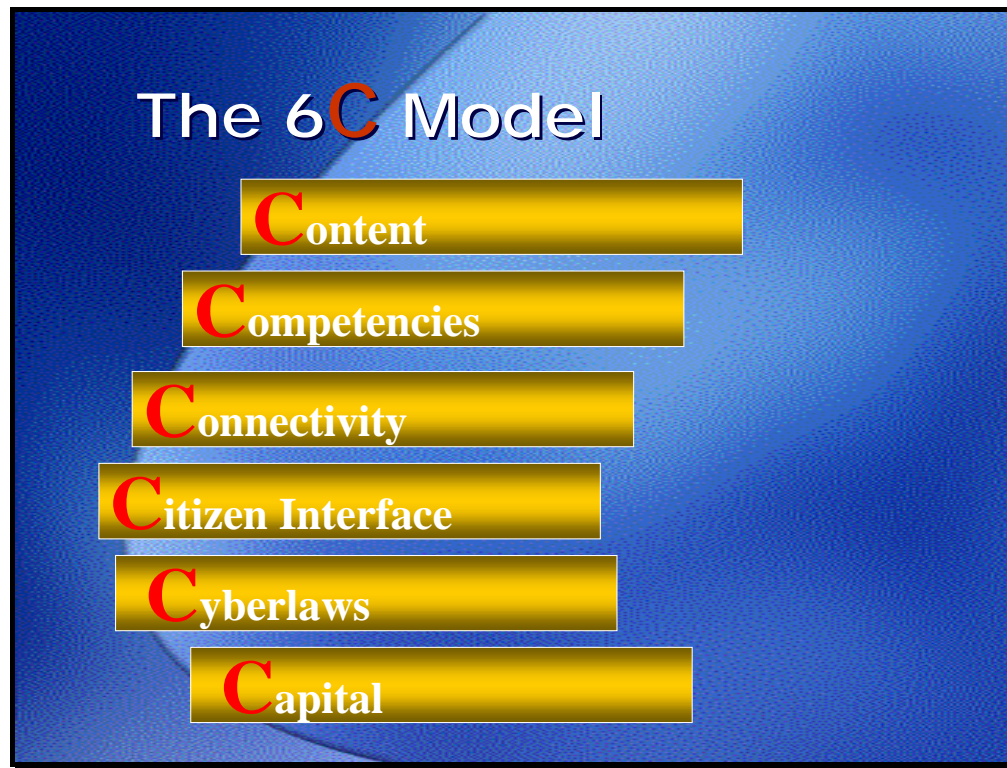 The 6C Model
Content
Competencies
Connectivity
Citizen Interface
Cyberlaws
Capital